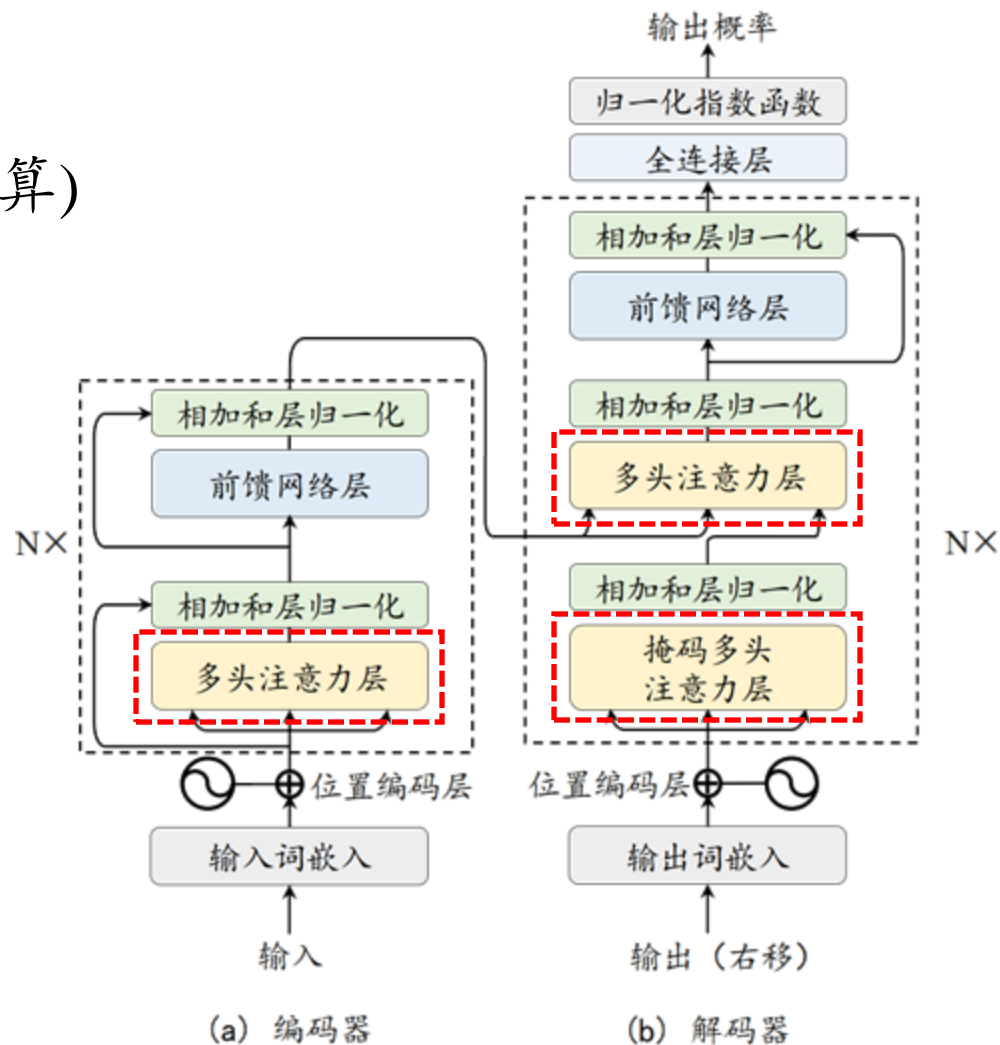 算)
输出概率
归一化指数函数
全连接层
相加和层归一化
前馈网络层
相加和层归一化
多头注意力层
相加和层归一化
掩码多头
注意力层
N×
位置编码层
输出词嵌入
输出（右移）
(b) 解码器
相加和层归一化
前馈网络层
N×
相加和层归一化
多头注意力层
位置编码层
输入词嵌入
输入
(a) 编码器